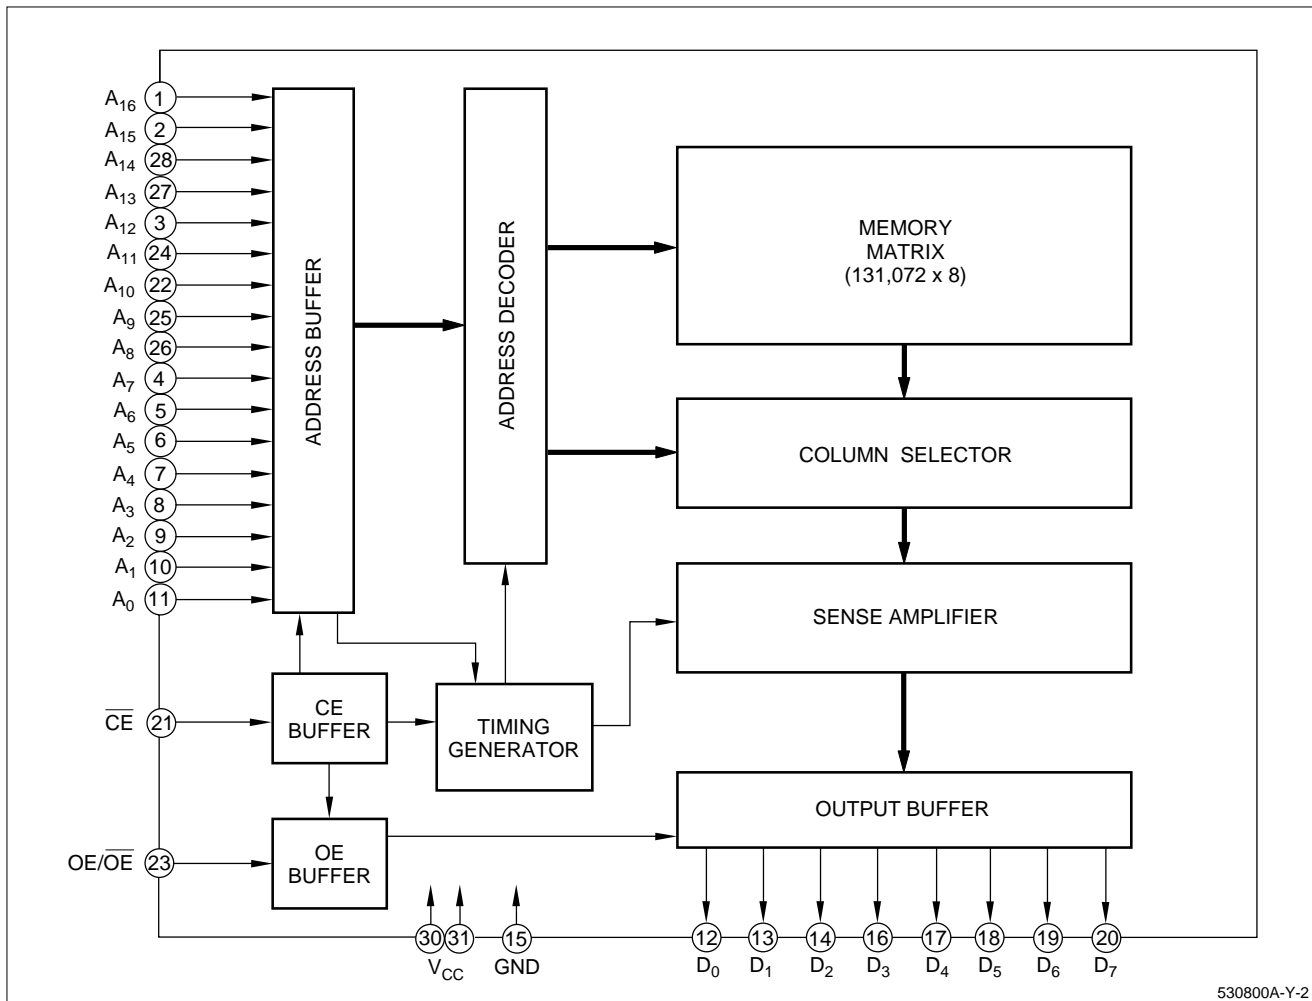 A16 1
A15 2
A14 28
A13 27
A12 3
A11 24
A10 22
A9 25
A8 26
A7 4
A6 5
A5 6
A4 7
A3 8
A2 9
A1 10
A0 11
CE 21
OE/OE 23
ADDRESS BUFFER
ADDRESS DECODER
MEMORY
MATRIX
(131,072 x 8)
COLUMN SELECTOR
SENSE AMPLIFIER
CE
BUFFER
TIMING
GENERATOR
OUTPUT BUFFER
OE
BUFFER
30 31 15 12 13 14 16 17 18 19 20
VCC GND D0 D1 D2 D3 D4 D5 D6 D7
530800A-Y-2